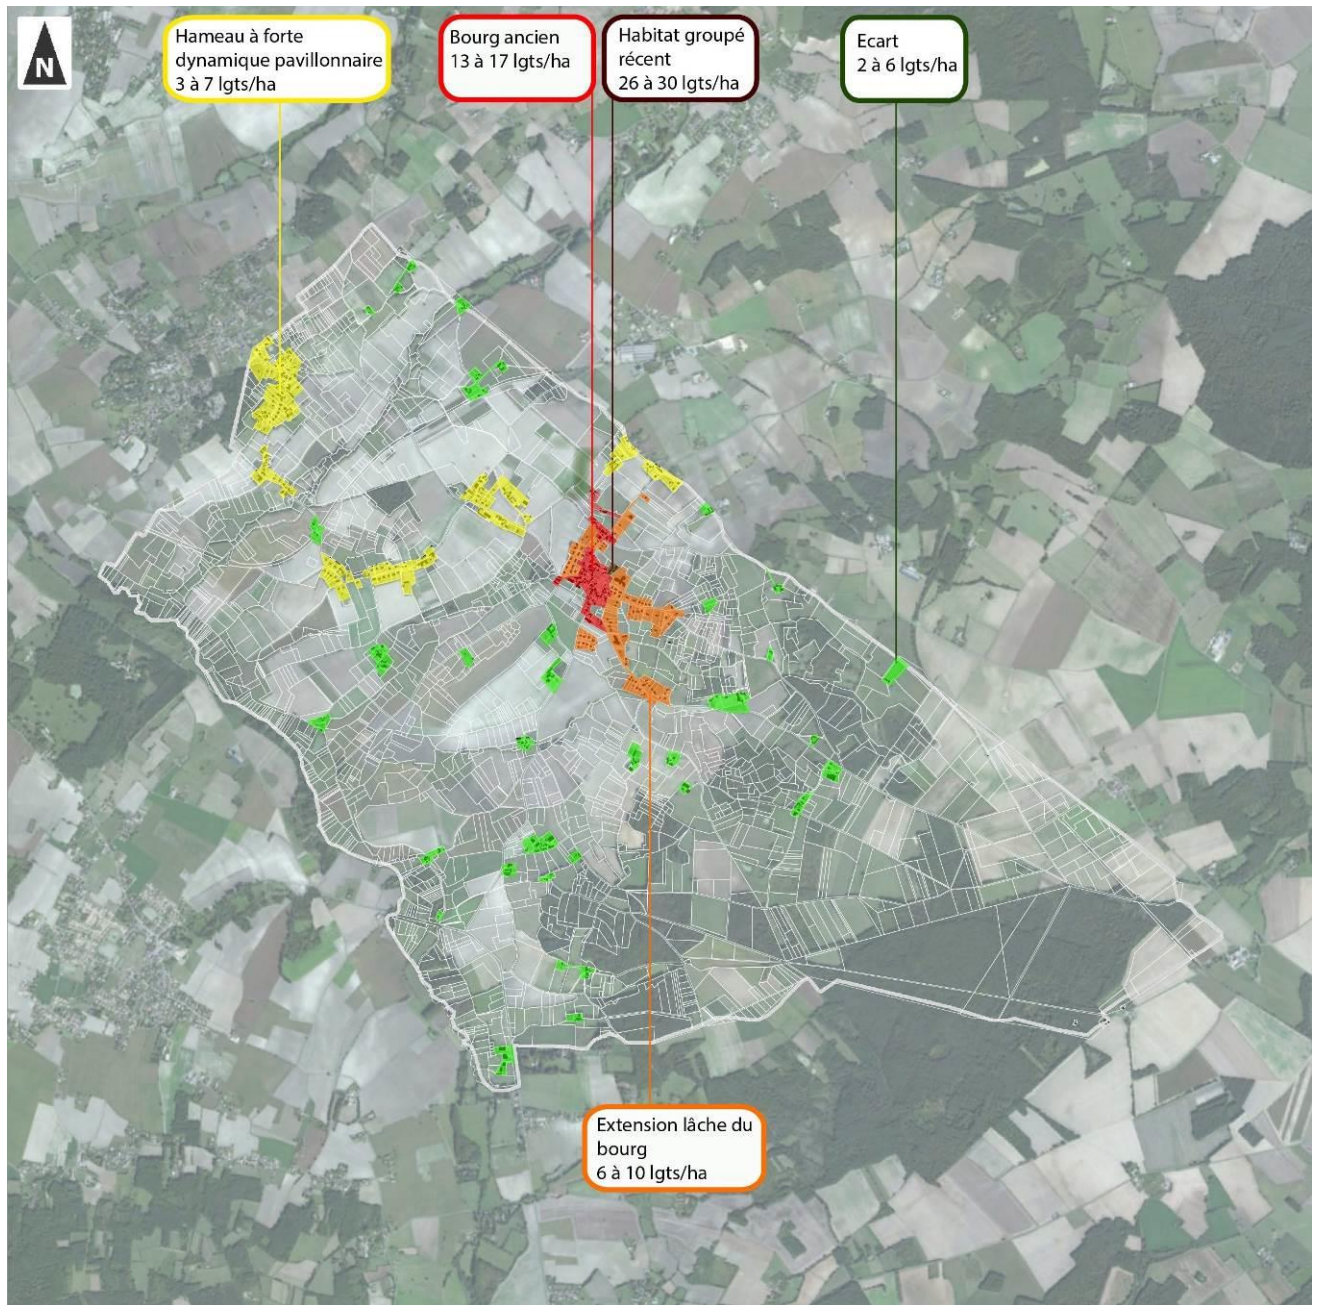 N
Hameau à forte
dynamique pavillonnaire
3 à 7 lgts/ha
Bourg ancien
13 à 17 lgts/ha
Habitat groupé
récent
26 à 30 lgts/ha
Ecart
2 à 6 lgts/ha
Extension lâche du
bourg
6 à 10 lgts/ha